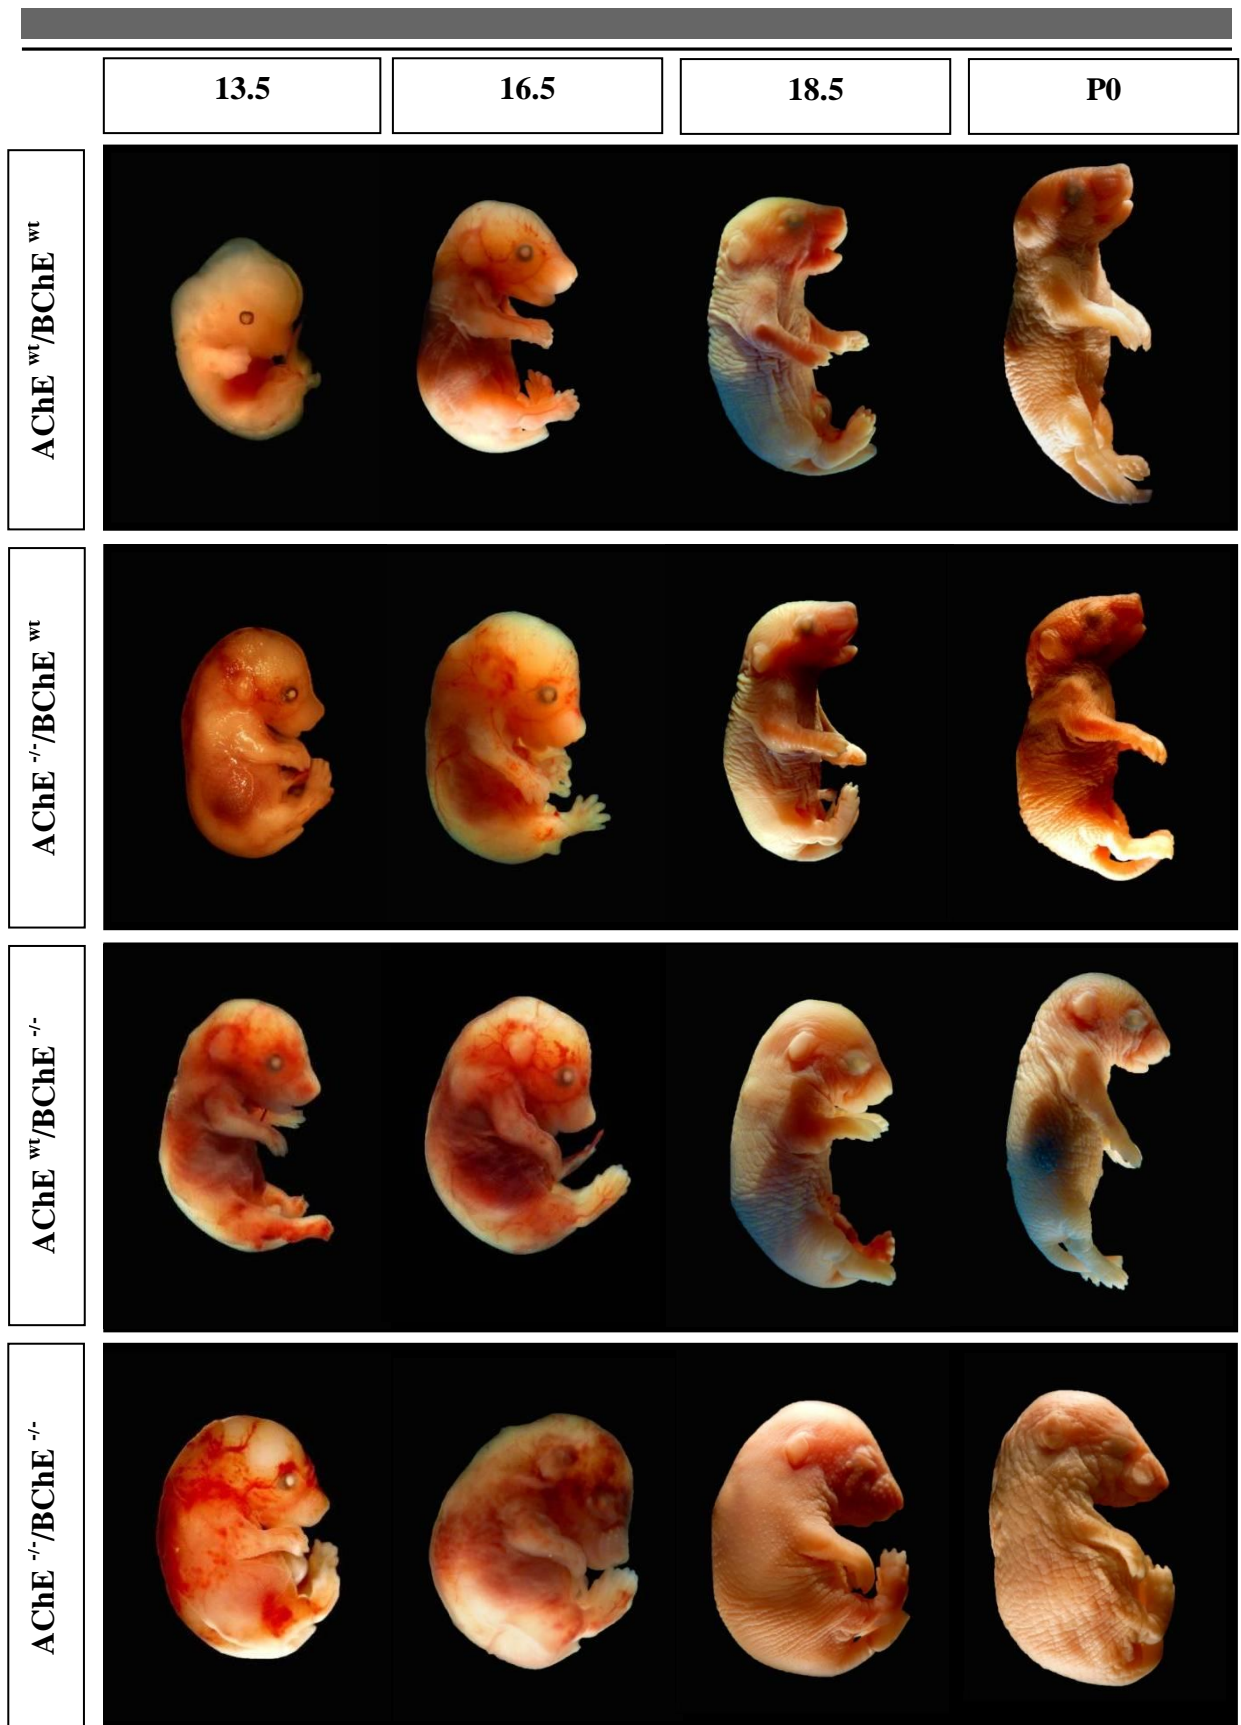 13.5
16.5
18.5
P0
AChE wt/BChE wt
AChE -/-/BChE wt
AChE wt/BChE -/-
AChE -/-/BChE -/-